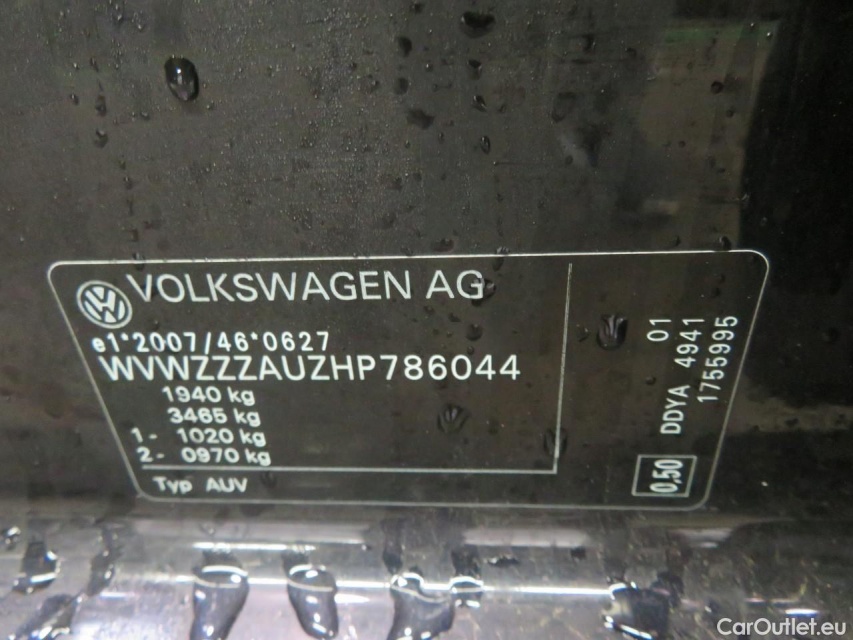 VOLKSWAGEN AG
e1*2007/46*0627
WVWZZZAUZHP786044
1940 kg
3465 kg
1- 1020 kg
2- 0970 kg
Typ AUV
01
DDYA 4941
1755995
0,50
CarOutlet.eu